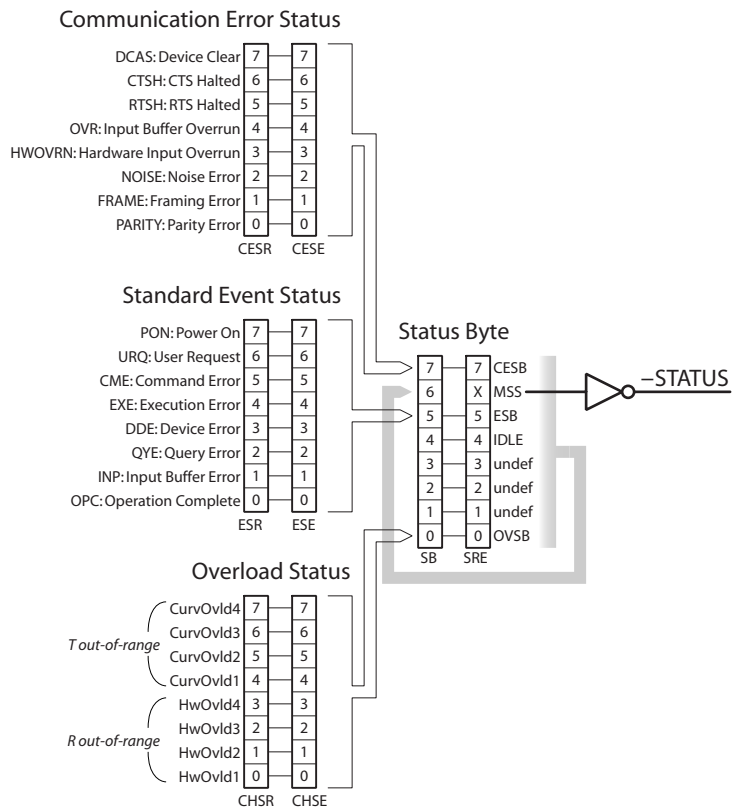 Communication Error Status
DCAS: Device Clear 7 7
CTSH: CTS Halted 6 6
RTSH: RTS Halted 5 5
OVR: Input Buffer Overrun 4 4
HWOVRN: Hardware Input Overrun 3 3
NOISE: Noise Error 2 2
FRAME: Framing Error 1 1
PARITY: Parity Error 0 0
CESR CESE
Standard Event Status
PON: Power On 7 7
URQ: User Request 6 6
CME: Command Error 5 5
EXE: Execution Error 4 4
DDE: Device Error 3 3
QYE: Query Error 2 2
INP: Input Buffer Error 1 1
OPC: Operation Complete 0 0
ESR ESE
Status Byte
7 7 CESB
6 X MSS
5 5 ESB
4 4 IDLE
3 3 undef
2 2 undef
1 1 undef
0 0 OVSB
SB SRE
–STATUS
Overload Status
T out-of-range
CurvOvld4 7 7
CurvOvld3 6 6
CurvOvld2 5 5
CurvOvld1 4 4
R out-of-range
HwOvld4 3 3
HwOvld3 2 2
HwOvld2 1 1
HwOvld1 0 0
CHSR CHSE